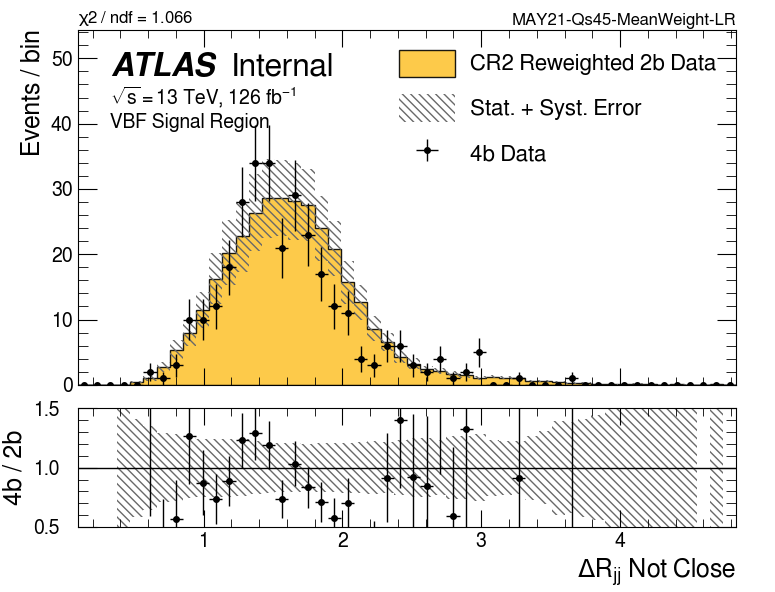 χ2 / ndf = 1.066
MAY21-Qs45-MeanWeight-LR
Events / bin
50
40
30
20
10
0
ATLAS Internal
√s = 13 TeV, 126 fb⁻¹
VBF Signal Region
CR2 Reweighted 2b Data
Stat. + Syst. Error
4b Data
4b / 2b
1.5
1.0
0.5
1 2 3 4
ΔRjj Not Close